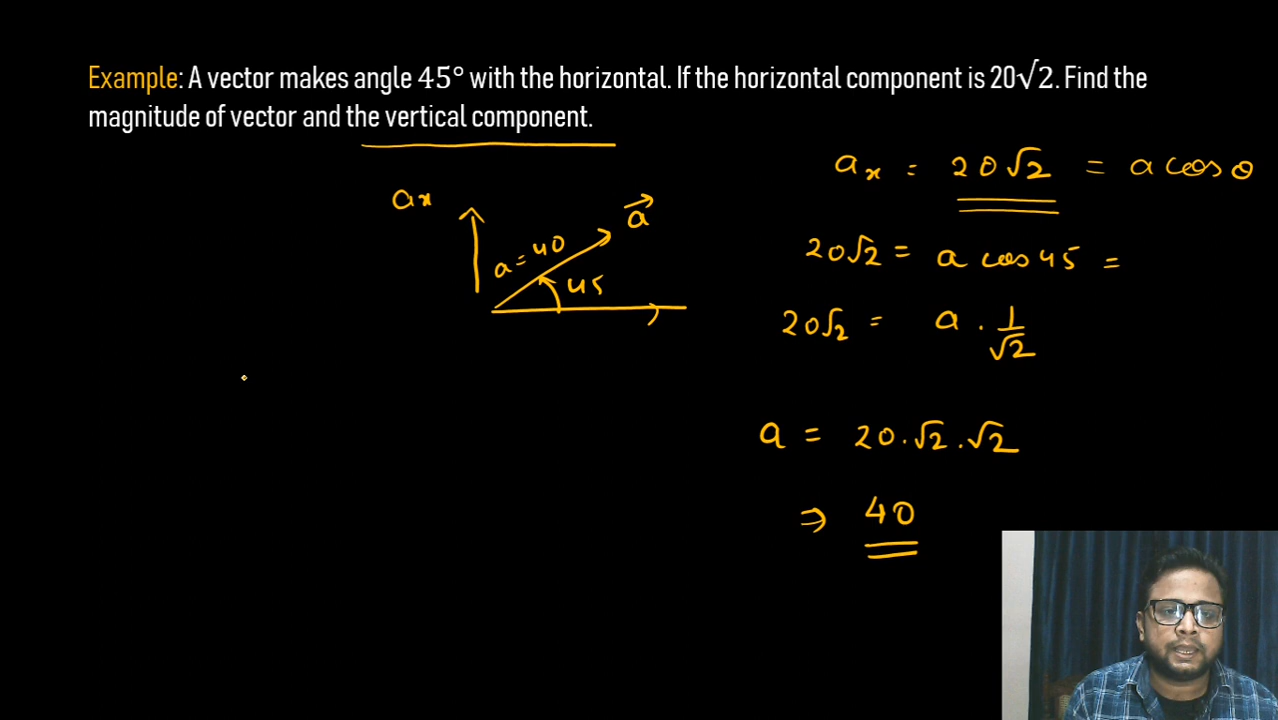 Example: A vector makes angle 45° with the horizontal. If the horizontal component is 20√2. Find the
magnitude of vector and the vertical component.
ax = 20√2 = a cos θ
ax
a⃗
a = 40
45
20√2 = a cos 45 =
20√2 = a · 1/√2
a = 20.√2.√2
⇒ 40